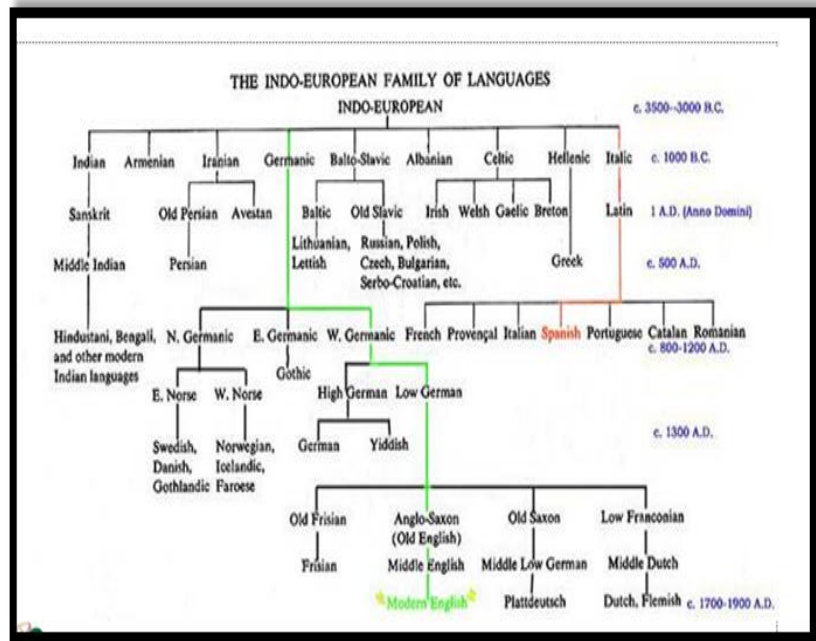 THE INDO-EUROPEAN FAMILY OF LANGUAGES
INDO-EUROPEAN c. 3500-3000 B.C.
Indian Armenian Iranian Germanic Balto-Slavic Albanian Celtic Hellenic Italic c. 1000 B.C.
Sanskrit Old Persian Avestan Baltic Old Slavic Irish Welsh Gaelic Breton Latin 1 A.D. (Anno Domini)
Lithuanian, Russian, Polish,
Middle Indian Persian Lettish Czech, Bulgarian, Greek c. 500 A.D.
Serbo-Croatian, etc.
Hindustani, Bengali, N. Germanic E. Germanic W. Germanic French Provençal Italian Spanish Portuguese Catalan Romanian
and other modern c. 800-1200 A.D.
Indian languages Gothic
E. Norse W. Norse High German Low German
c. 1300 A.D.
Swedish, Norwegian, German Yiddish
Danish, Icelandic,
Gothlandic Faroese
Old Frisian Anglo-Saxon Old Saxon Low Franconian
(Old English)
Frisian Middle English Middle Low German Middle Dutch
"Modern English" Plattdeutsch Dutch, Flemish c. 1700-1900 A.D.